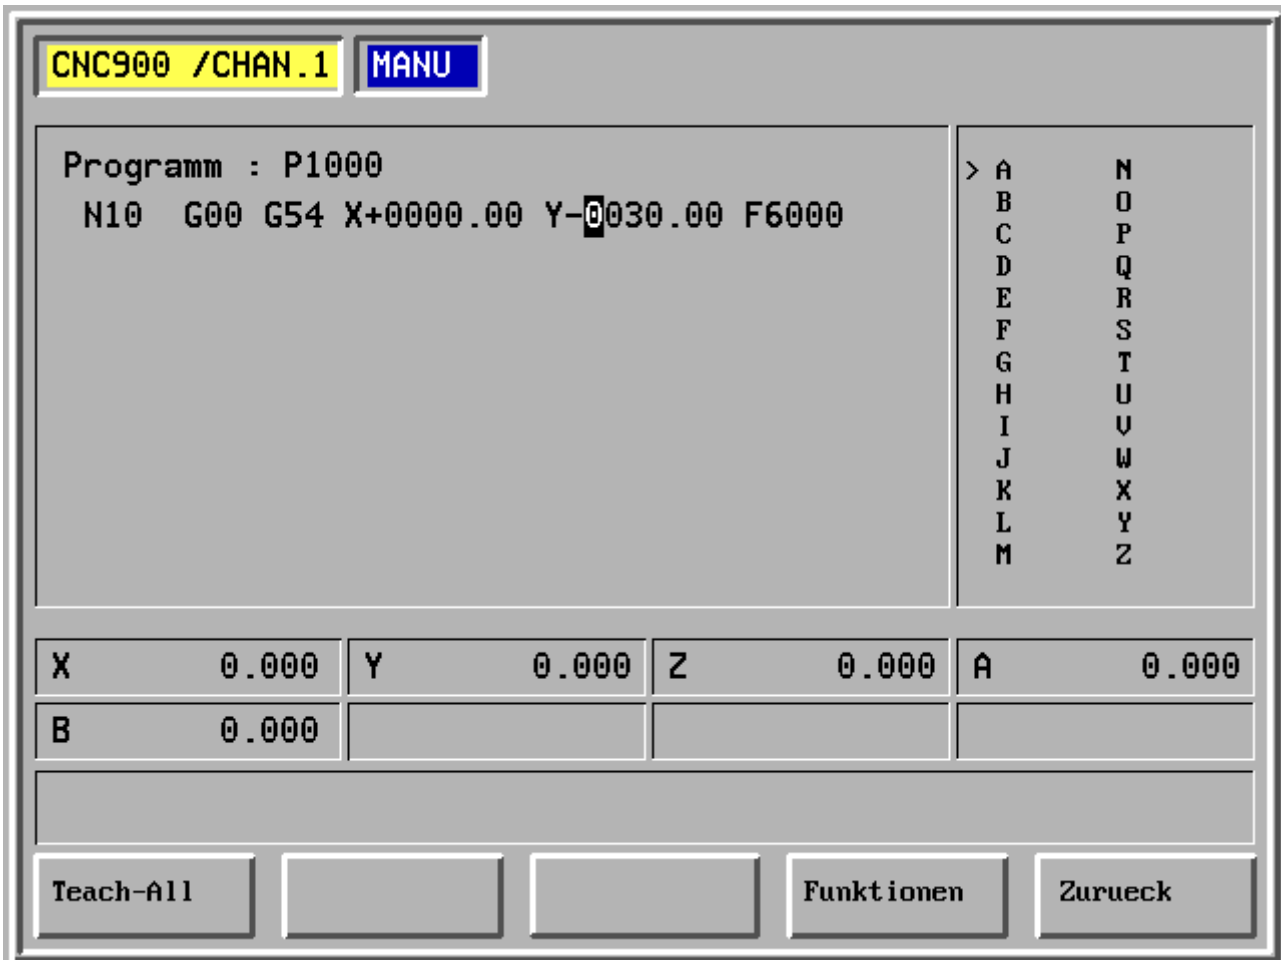 CNC900 /CHAN.1 MANU
Programm : P1000
N10 G00 G54 X+0000.00 Y-0030.00 F6000
> A N
B O
C P
D Q
E R
F S
G T
H U
I V
J W
K X
L Y
M Z
X 0.000 Y 0.000 Z 0.000 A 0.000
B 0.000
Teach-All Funktionen Zurueck